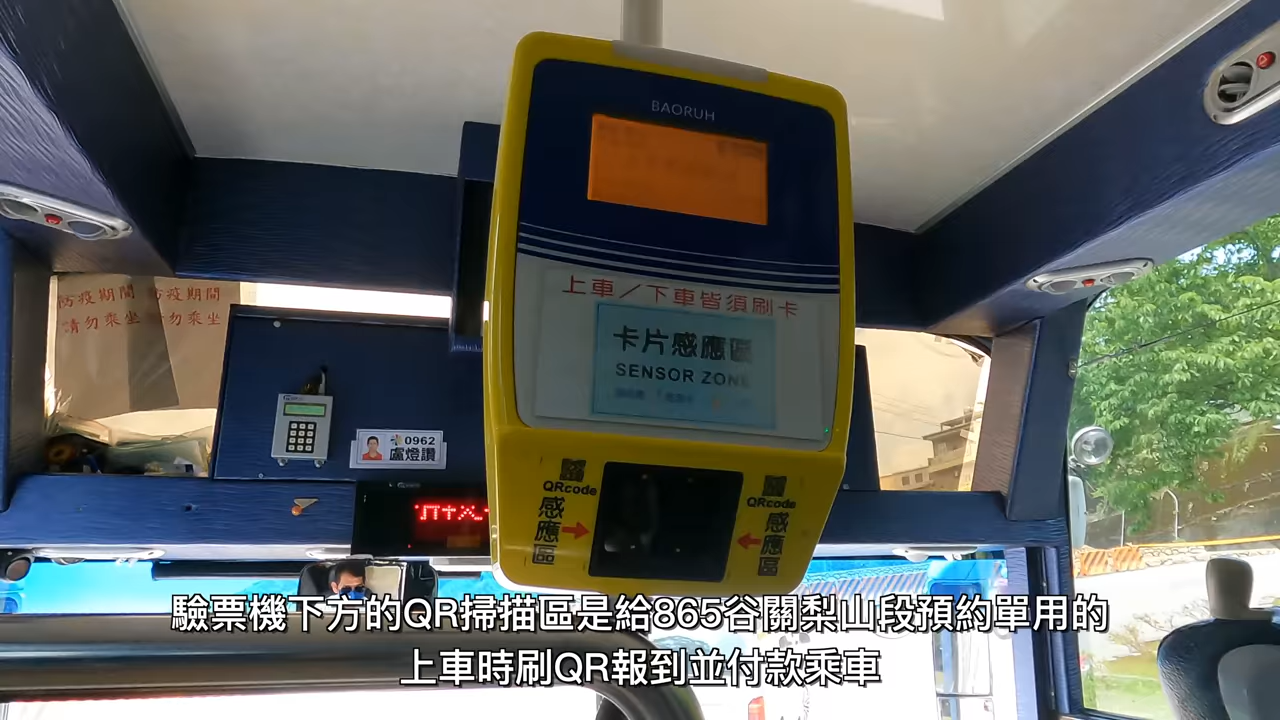 BAORUH
上車／下車皆須刷卡
卡片感應區
SENSOR ZONE
防疫期間 防疫期間
請勿乘坐 請勿乘坐
0962
盧燈讚
QRcode
感應區
QRcode
感應區
驗票機下方的QR掃描區是給865谷關梨山段預約單用的
上車時刷QR報到並付款乘車